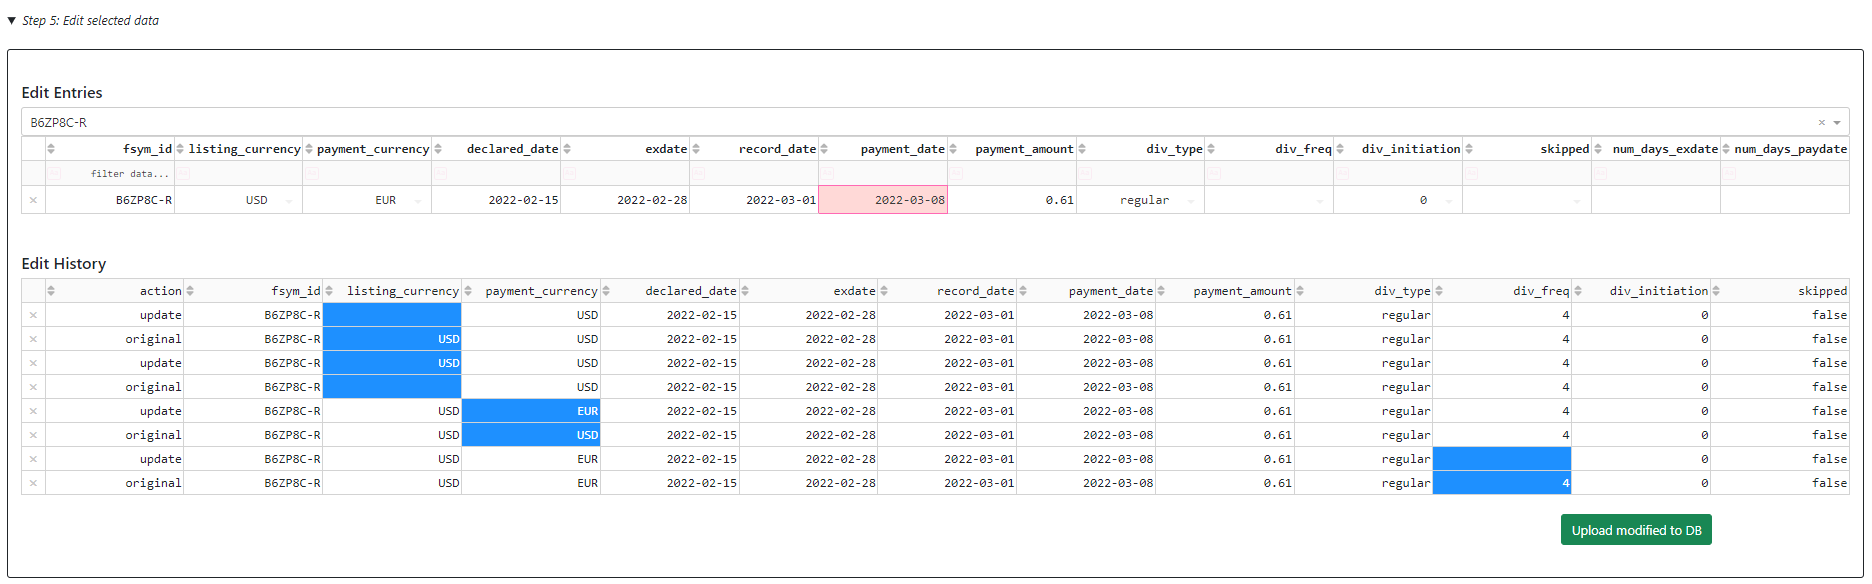 ▼ Step 5: Edit selected data
Edit Entries
B6ZP8C-R × 
fsym_id listing_currency payment_currency declared_date exdate record_date payment_date payment_amount div_type div_freq div_initiation skipped num_days_exdate num_days_paydate
filter data...
× B6ZP8C-R USD EUR 2022-02-15 2022-02-28 2022-03-01 2022-03-08 0.61 regular 0
Edit History
action fsym_id listing_currency payment_currency declared_date exdate record_date payment_date payment_amount div_type div_freq div_initiation skipped
× update B6ZP8C-R USD 2022-02-15 2022-02-28 2022-03-01 2022-03-08 0.61 regular 4 0 false
× original B6ZP8C-R USD USD 2022-02-15 2022-02-28 2022-03-01 2022-03-08 0.61 regular 4 0 false
× update B6ZP8C-R USD USD 2022-02-15 2022-02-28 2022-03-01 2022-03-08 0.61 regular 4 0 false
× original B6ZP8C-R USD 2022-02-15 2022-02-28 2022-03-01 2022-03-08 0.61 regular 4 0 false
× update B6ZP8C-R USD EUR 2022-02-15 2022-02-28 2022-03-01 2022-03-08 0.61 regular 4 0 false
× original B6ZP8C-R USD USD 2022-02-15 2022-02-28 2022-03-01 2022-03-08 0.61 regular 4 0 false
× update B6ZP8C-R USD EUR 2022-02-15 2022-02-28 2022-03-01 2022-03-08 0.61 regular 0 false
× original B6ZP8C-R USD EUR 2022-02-15 2022-02-28 2022-03-01 2022-03-08 0.61 regular 4 0 false
Upload modified to DB